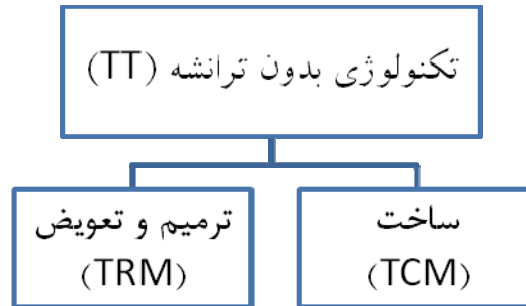 تکنولوژی بدون ترانشه (TT)
ساخت
(TCM)
ترمیم و تعویض
(TRM)